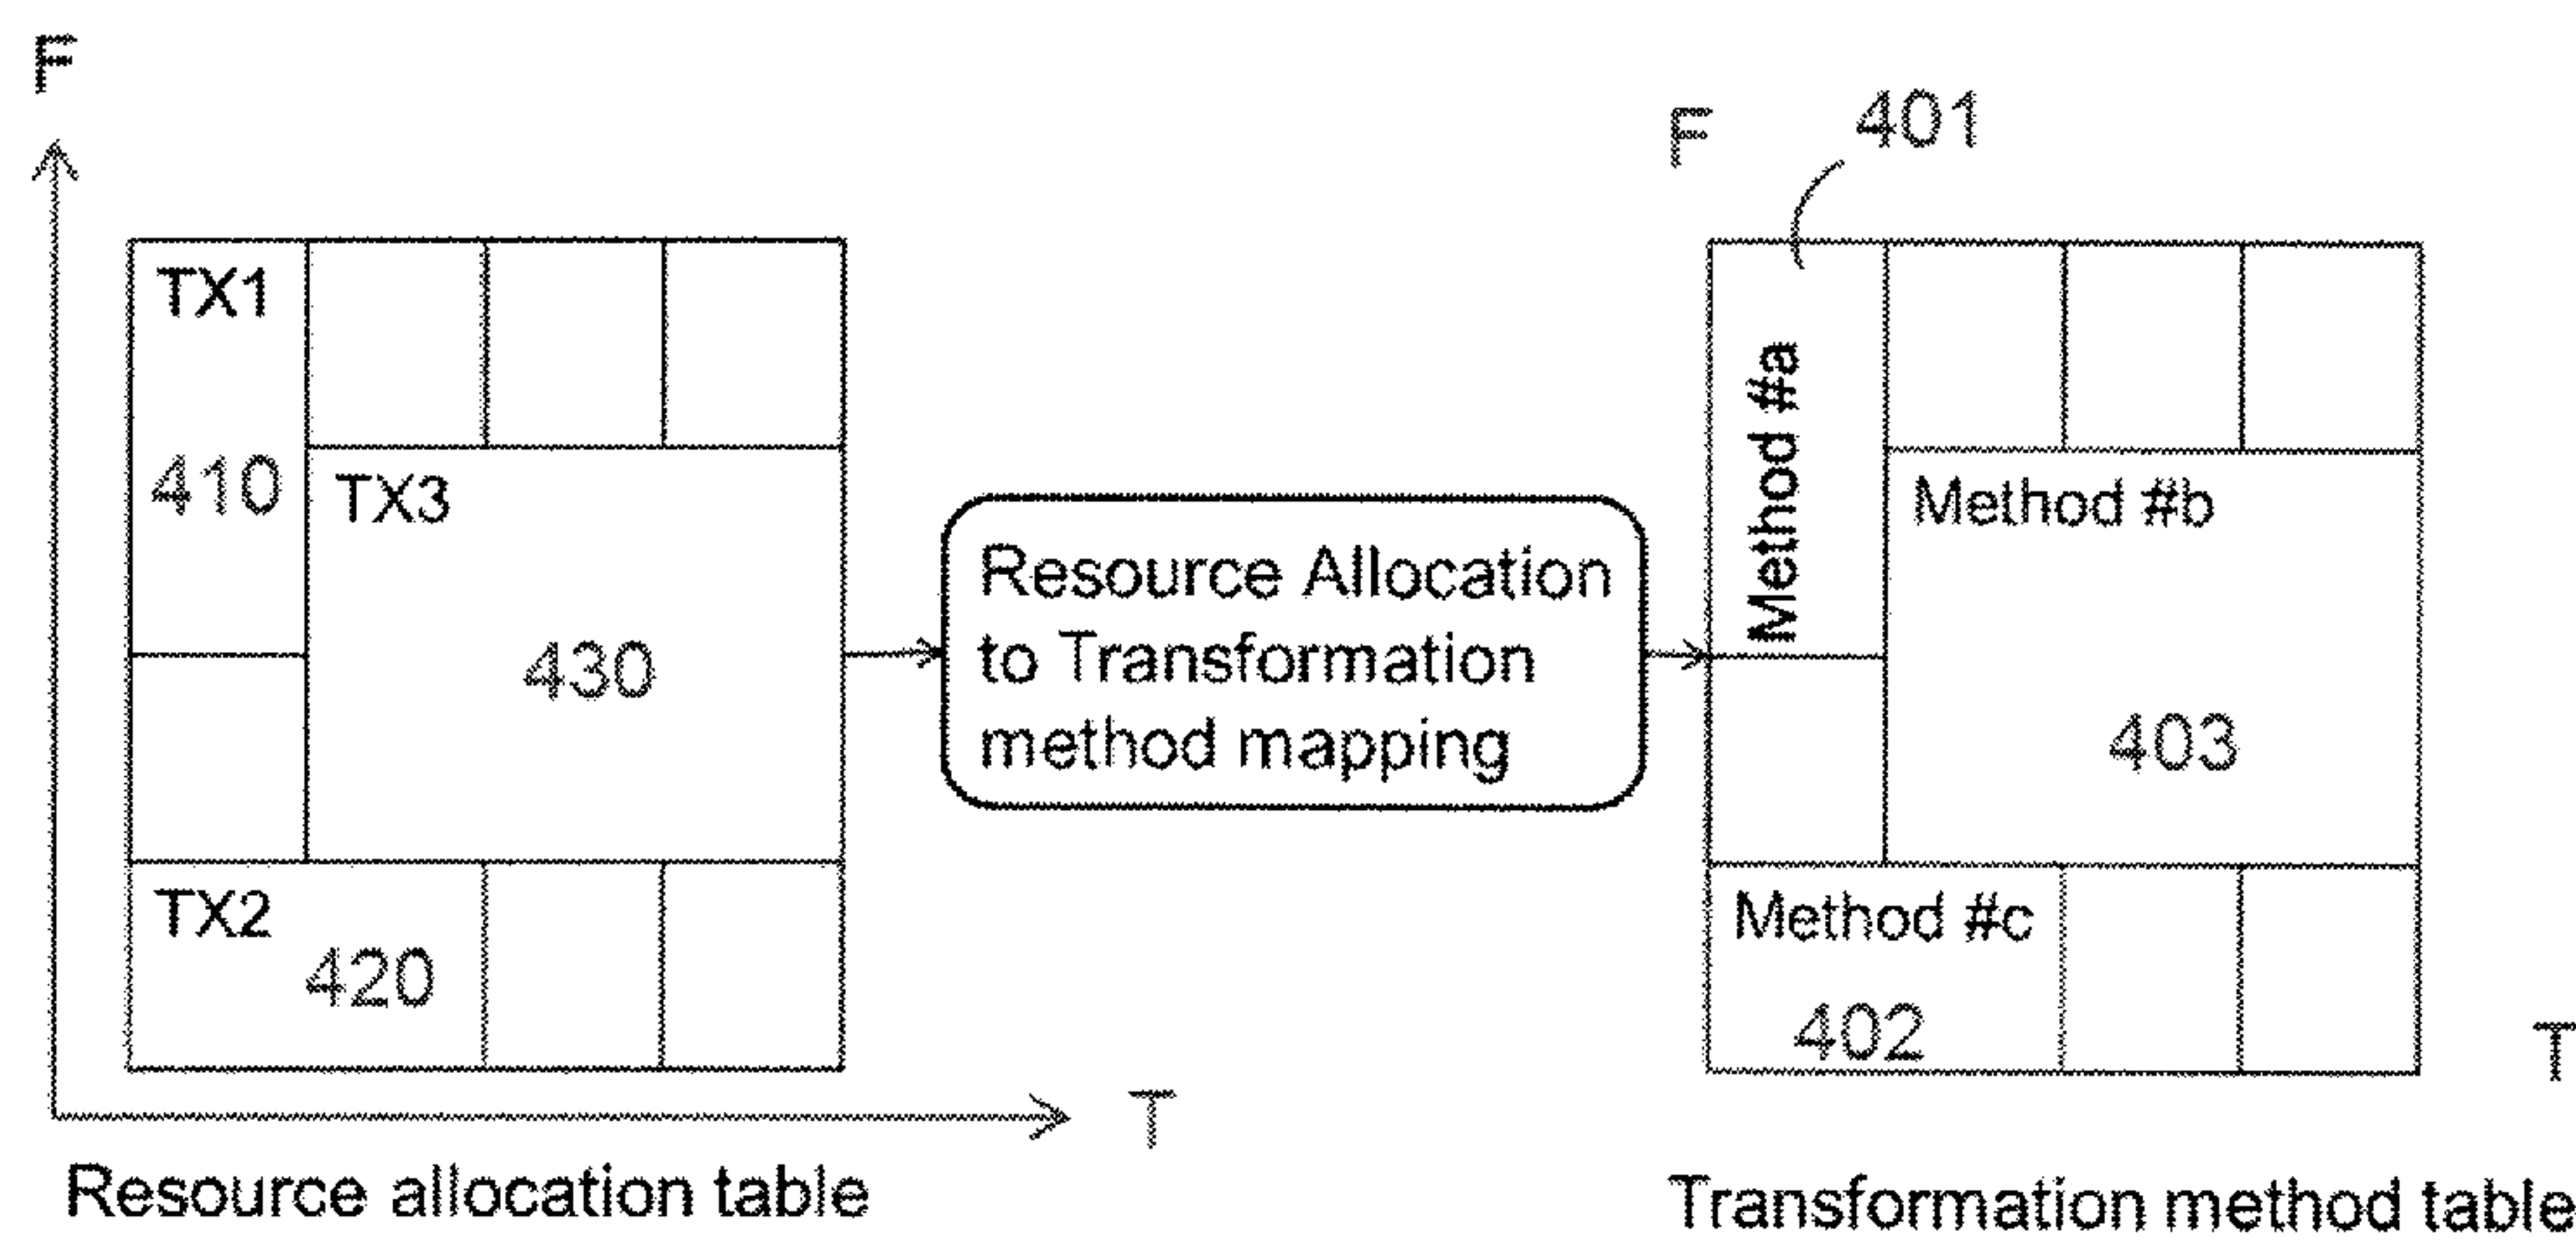 F
TX1
410
TX3
430
TX2
420
T
Resource allocation table
Resource Allocation
to Transformation
method mapping
F
401
Method #a
Method #b
403
Method #c
402
T
Transformation method table